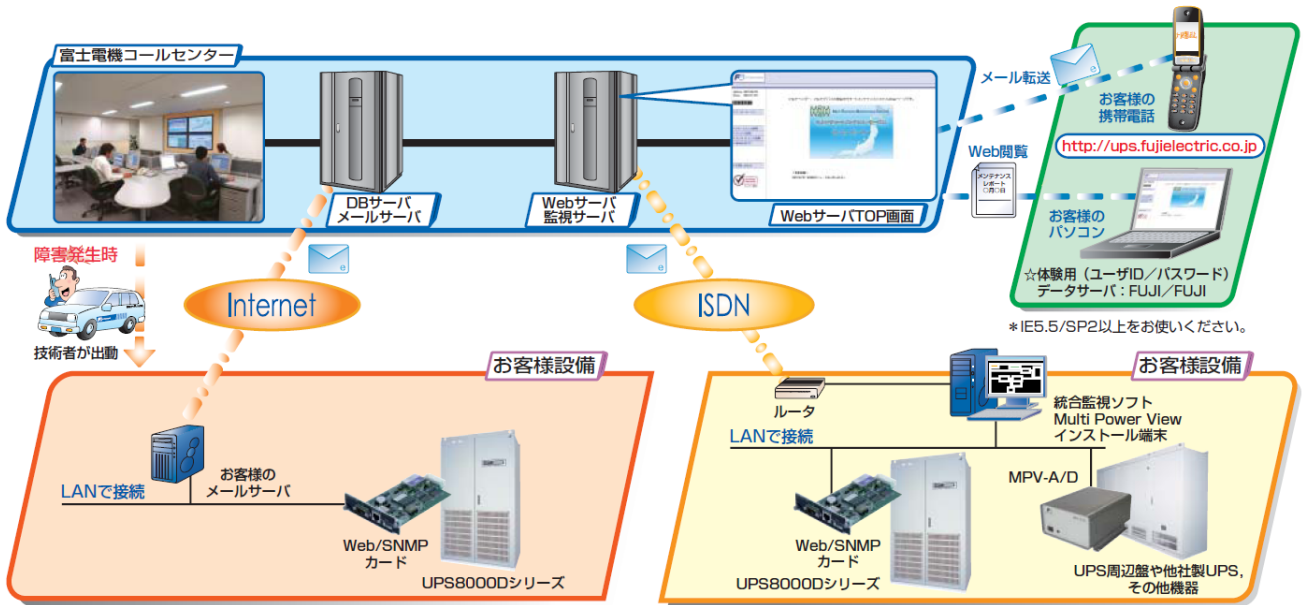 富士電機コールセンター
DBサーバ
メールサーバ
Webサーバ
監視サーバ
WebサーバTOP画面
メール転送
Web閲覧
メンテナンス
レポート
○月○日
お客様の
携帯電話
http://ups.fujielectric.co.jp
お客様の
パソコン
☆体験用（ユーザID／パスワード）
データサーバ：FUJI／FUJI
＊IE5.5/SP2以上をお使いください。
障害発生時
技術者が出動
Internet
ISDN
お客様設備
LANで接続
お客様の
メールサーバ
Web/SNMP
カード
UPS8000Dシリーズ
お客様設備
ルータ
LANで接続
統合監視ソフト
Multi Power View
インストール端末
MPV-A/D
Web/SNMP
カード
UPS8000Dシリーズ
UPS周辺盤や他社製UPS，
その他機器